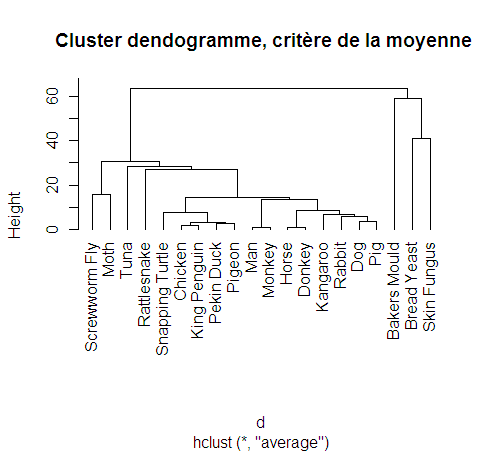 Cluster dendogramme, critère de la moyenne
Height
0
20
40
60
Screwworm Fly
Moth
Tuna
Rattlesnake
Snapping Turtle
Chicken
King Penguin
Pekin Duck
Pigeon
Man
Monkey
Horse
Donkey
Kangaroo
Rabbit
Dog
Pig
Bakers Mould
Bread Yeast
Skin Fungus
d
hclust (*, "average")